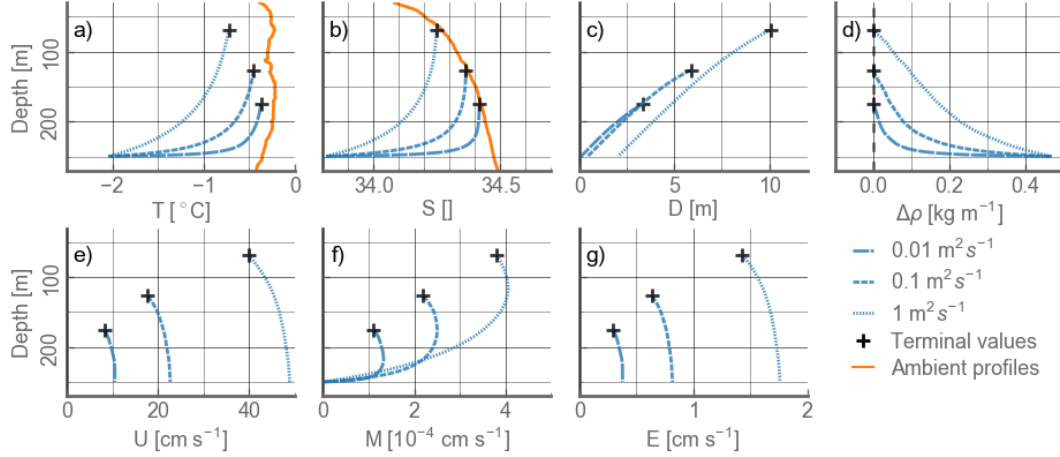 a)
b)
c)
d)
Depth [m]
100
200
−2
−1
0
34.0
34.5
0
5
10
0.0
0.2
0.4
T [°C]
S []
D [m]
Δρ [kg m⁻¹]
e)
f)
g)
Depth [m]
100
200
0
20
40
0
2
4
0
1
2
U [cm s⁻¹]
M [10⁻⁴ cm s⁻¹]
E [cm s⁻¹]
0.01 m²s⁻¹
0.1 m²s⁻¹
1 m²s⁻¹
Terminal values
Ambient profiles